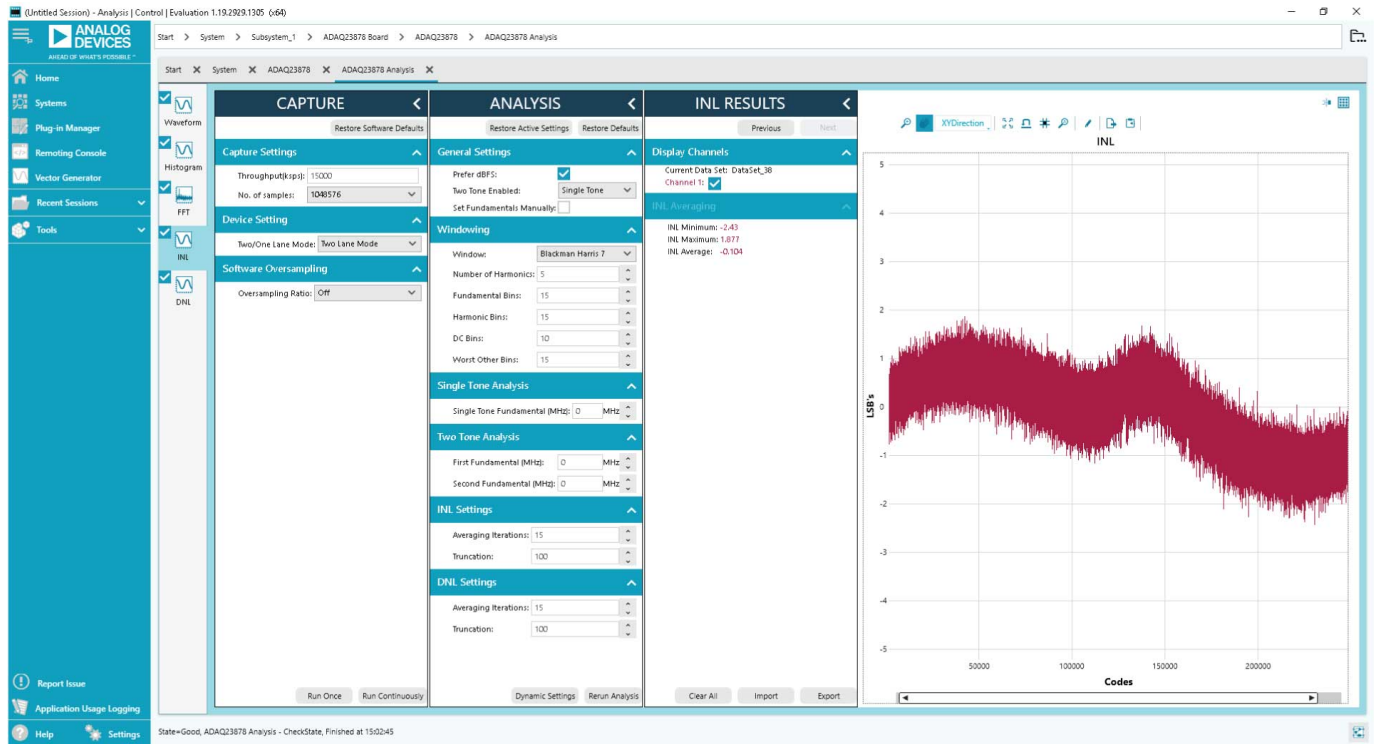 (Untitled Session) - Analysis | Control | Evaluation 1.19.2929.1305 (x64)
ANALOG
DEVICES
AHEAD OF WHAT'S POSSIBLE™
Start > System > Subsystem_1 > ADAQ23878 Board > ADAQ23878 > ADAQ23878 Analysis
Start System ADAQ23878 ADAQ23878 Analysis
Home
Systems
Plug-in Manager
Remoting Console
Vector Generator
Recent Sessions
Tools
Report Issue
Application Usage Logging
Help Settings
Waveform
Histogram
FFT
INL
DNL
CAPTURE
Restore Software Defaults
Capture Settings
Throughput(ksps): 15000
No. of samples: 1048576
Device Setting
Two/One Lane Mode: Two Lane Mode
Software Oversampling
Oversampling Ratio: Off
Run Once Run Continuously
ANALYSIS
Restore Active Settings Restore Defaults
General Settings
Prefer dBFS:
Two Tone Enabled: Single Tone
Set Fundamentals Manually:
Windowing
Window: Blackman Harris 7
Number of Harmonics: 5
Fundamental Bins: 15
Harmonic Bins: 15
DC Bins: 10
Worst Other Bins: 15
Single Tone Analysis
Single Tone Fundamental (MHz): 0 MHz
Two Tone Analysis
First Fundamental (MHz): 0 MHz
Second Fundamental (MHz): 0 MHz
INL Settings
Averaging Iterations: 15
Truncation: 100
DNL Settings
Averaging Iterations: 15
Truncation: 100
Dynamic Settings Rerun Analysis
INL RESULTS
Previous Next
Display Channels
Current Data Set: DataSet_38
Channel 1:
INL Averaging
INL Minimum: -2.43
INL Maximum: 1.877
INL Average: -0.104
Clear All Import Export
XYDirection
INL
5
4
3
2
1
0
-1
-2
-3
-4
-5
LSB's
50000 100000 150000 200000
Codes
State=Good, ADAQ23878 Analysis - CheckState, Finished at 15:02:45